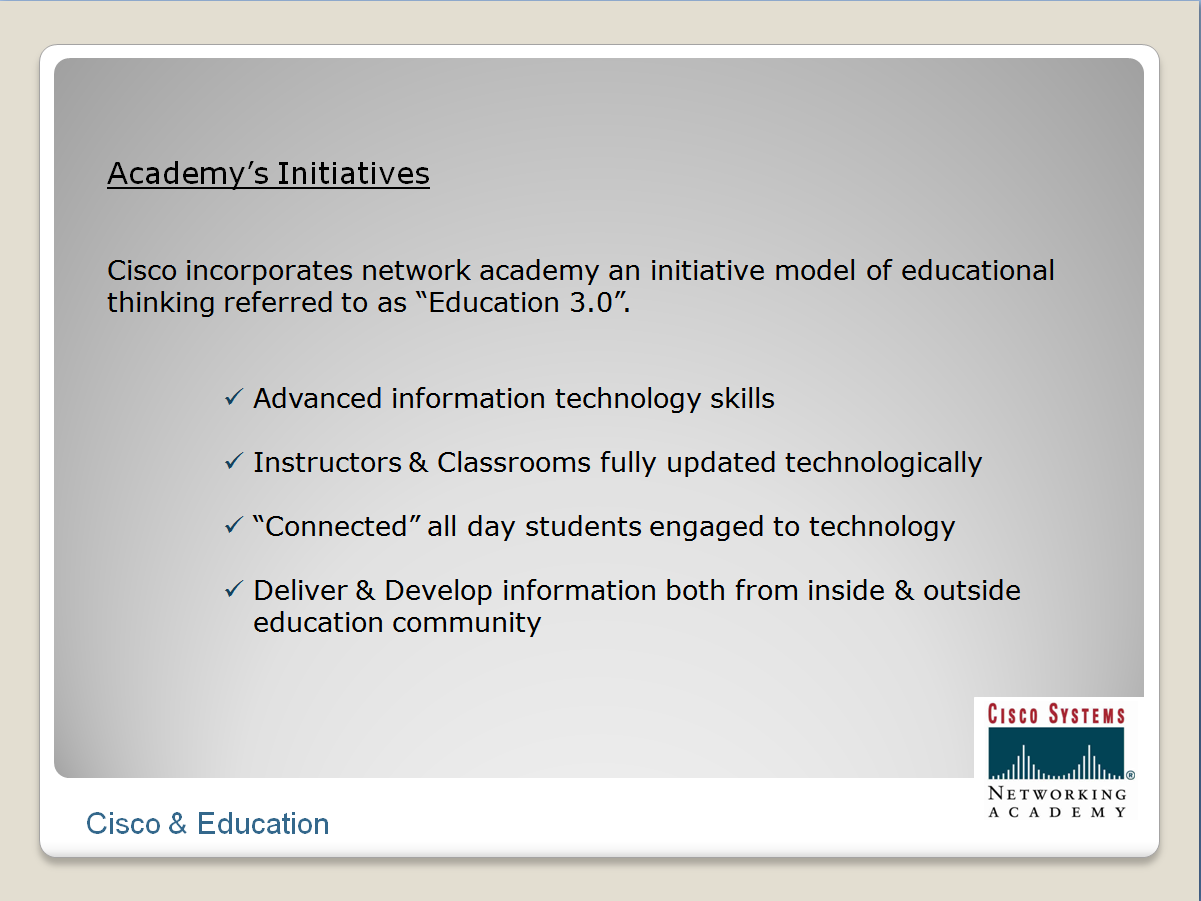 Academy’s Initiatives
Cisco incorporates network academy an initiative model of educational
thinking referred to as “Education 3.0”.
✓ Advanced information technology skills
✓ Instructors & Classrooms fully updated technologically
✓ “Connected” all day students engaged to technology
✓ Deliver & Develop information both from inside & outside
education community
CISCO SYSTEMS
®
NETWORKING
ACADEMY
Cisco & Education